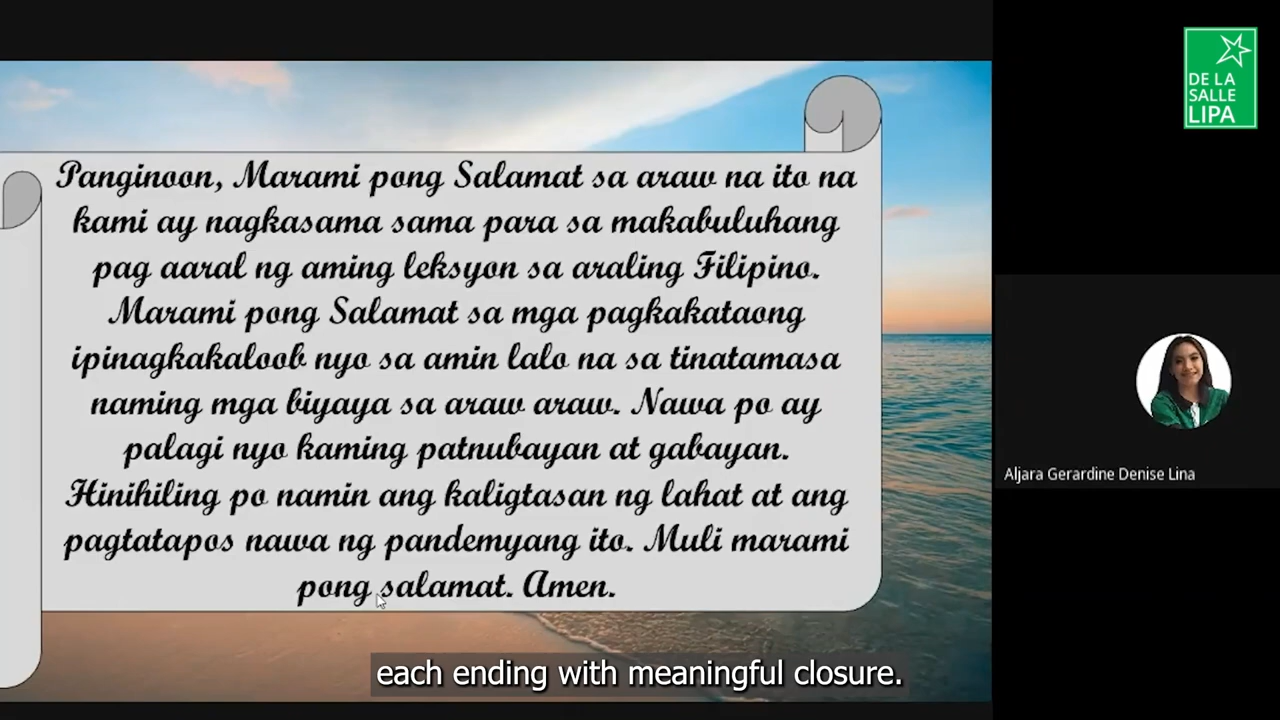 Panginoon, Marami pong Salamat sa araw na ito na
kami ay nagkasama sama para sa makabuluhang
pag aaral ng aming leksyon sa araling Filipino.
Marami pong Salamat sa mga pagkakataong
ipinagkakaloob nyo sa amin lalo na sa tinatamasa
naming mga biyaya sa araw araw. Nawa po ay
palagi nyo kaming patnubayan at gabayan.
Hinihiling po namin ang kaligtasan ng lahat at ang
pagtatapos nawa ng pandemyang ito. Muli marami
pong salamat. Amen.
each ending with meaningful closure.
DE LA
SALLE
LIPA
Aljara Gerardine Denise Lina